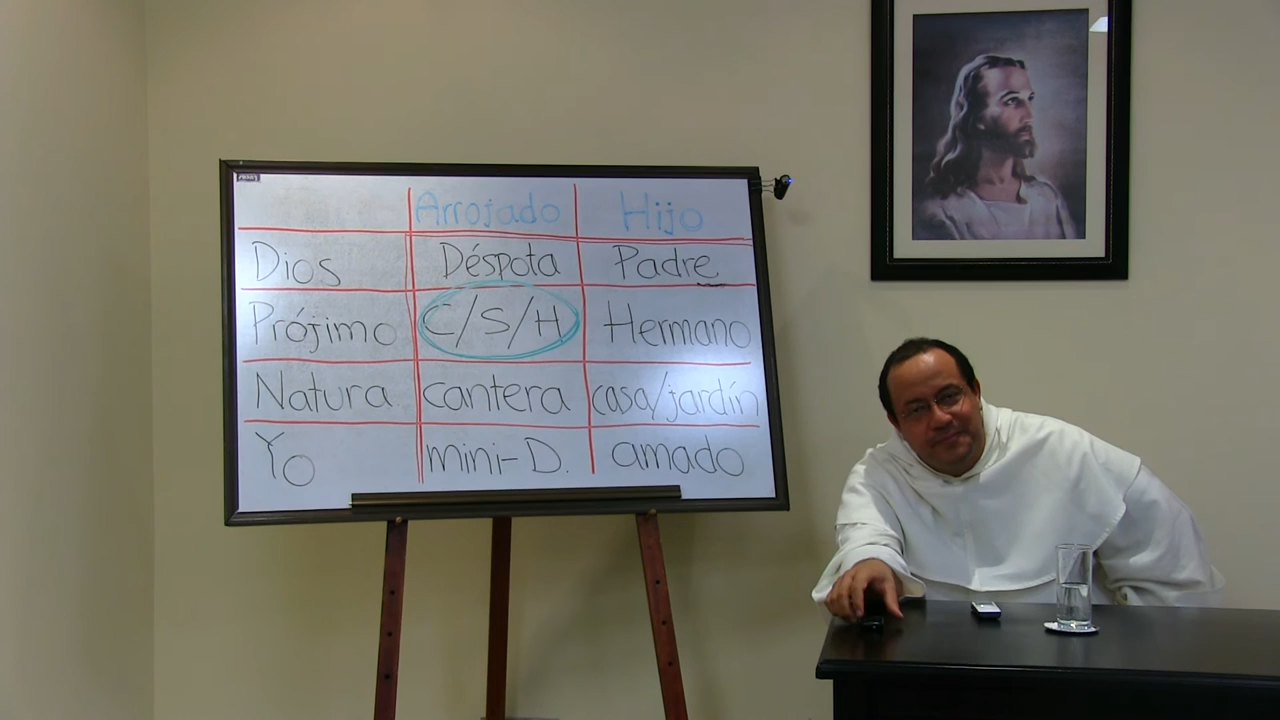 Arrojado Hijo
Dios Déspota Padre
Prójimo C/S/H Hermano
Natura cantera casa/jardín
Yo mini-D. amado